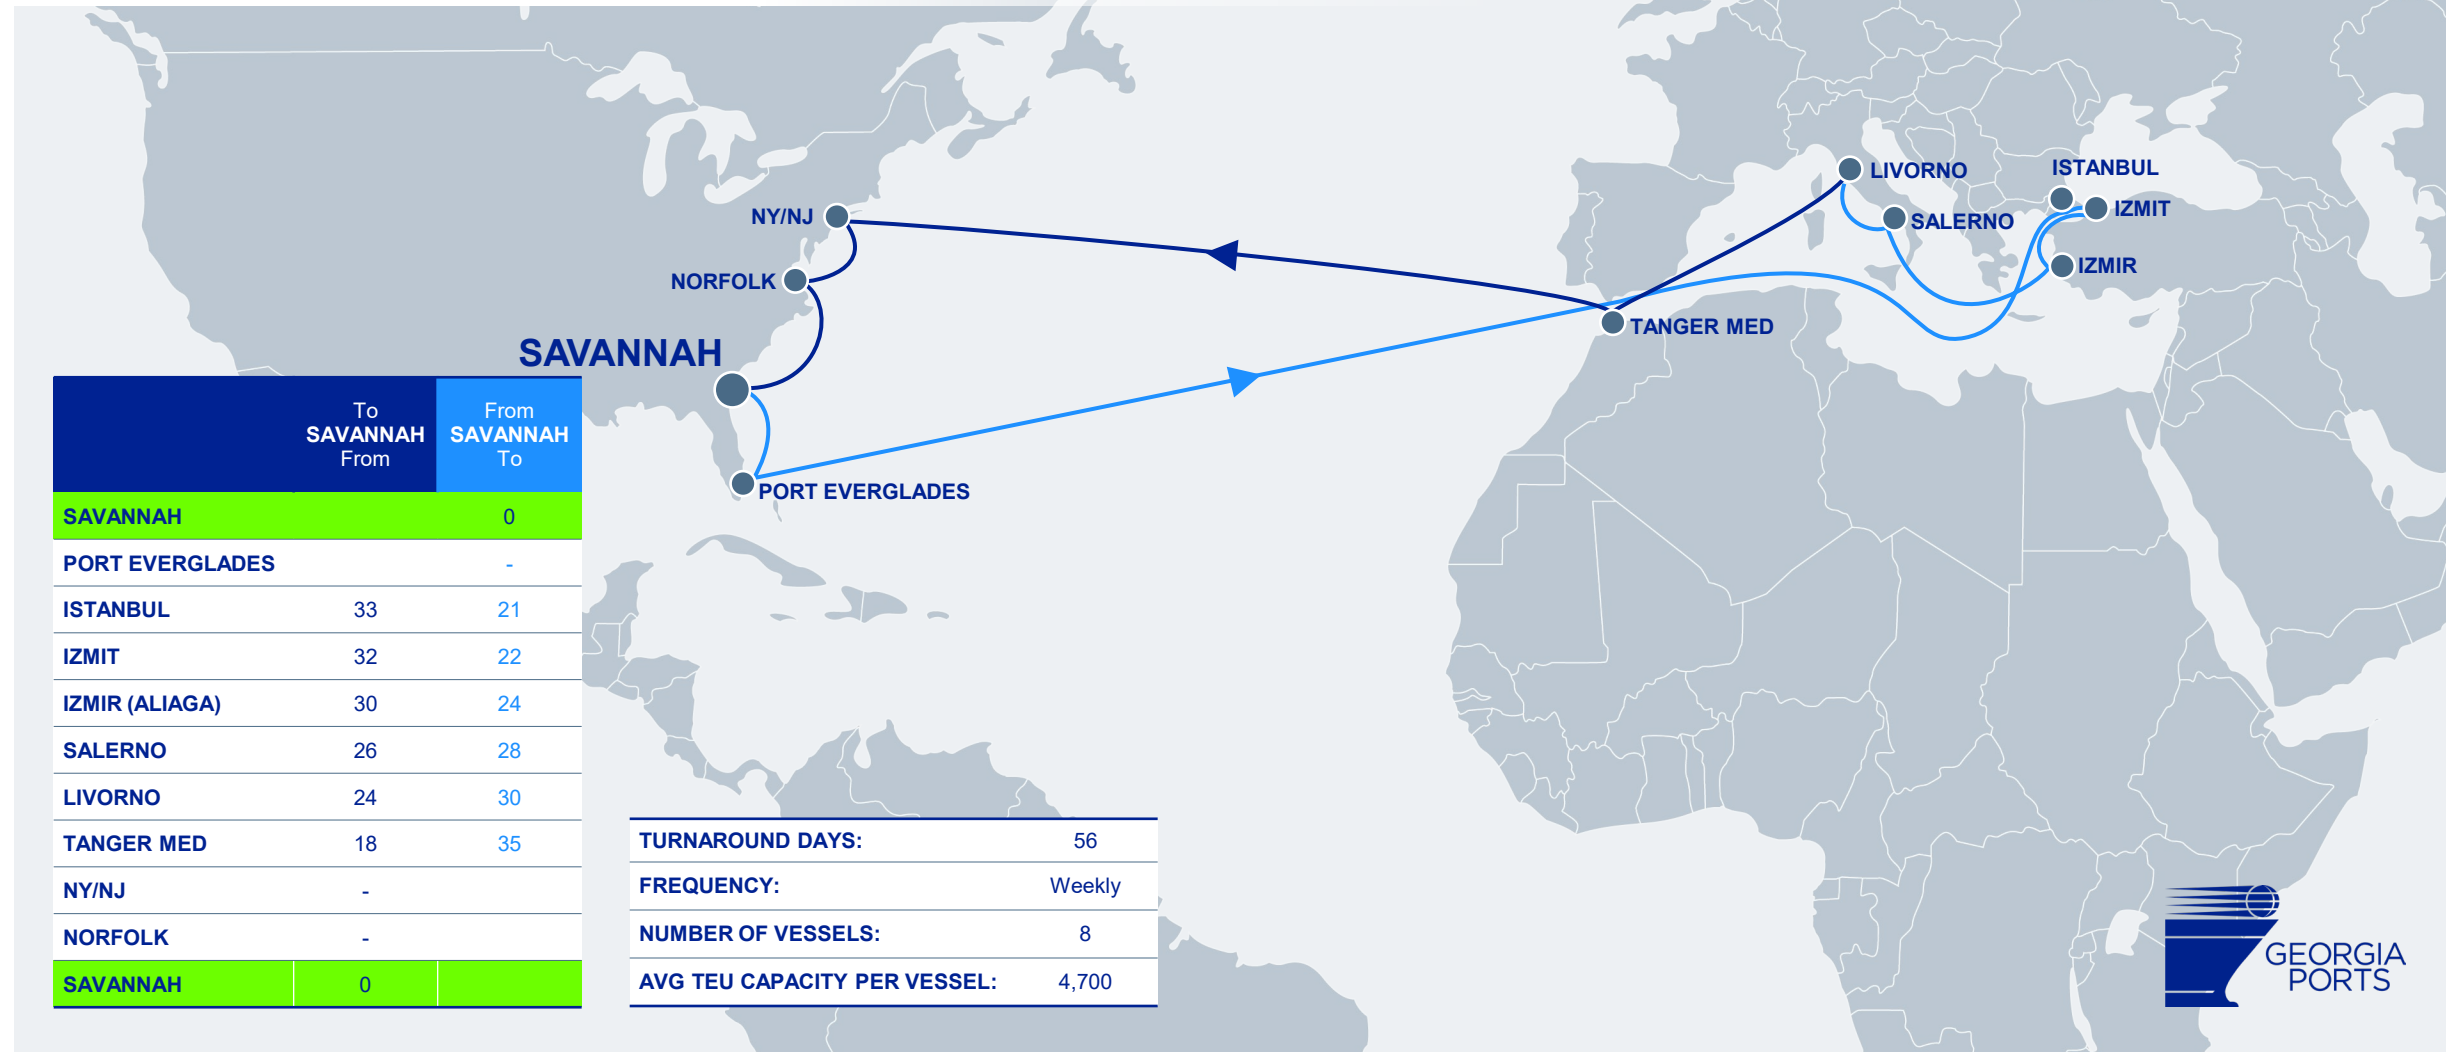 LIVORNO
ISTANBUL
IZMIT
SALERNO
IZMIR
NY/NJ
NORFOLK
TANGER MED
SAVANNAH
PORT EVERGLADES
To SAVANNAH From
From SAVANNAH To
SAVANNAH 0
PORT EVERGLADES -
ISTANBUL 33 21
IZMIT 32 22
IZMIR (ALIAGA) 30 24
SALERNO 26 28
LIVORNO 24 30
TANGER MED 18 35
NY/NJ -
NORFOLK -
SAVANNAH 0
TURNAROUND DAYS: 56
FREQUENCY: Weekly
NUMBER OF VESSELS: 8
AVG TEU CAPACITY PER VESSEL: 4,700
GEORGIA
PORTS